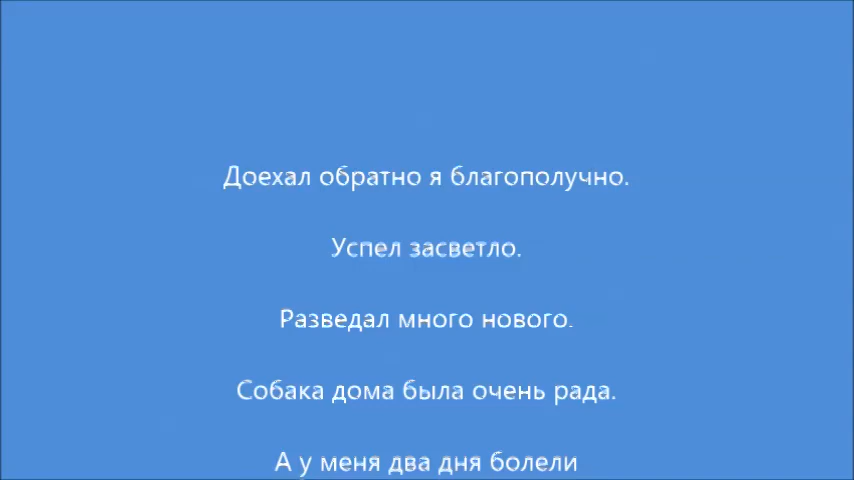 Доехал обратно я благополучно.
Успел засветло.
Разведал много нового.
Собака дома была очень рада.
А у меня два дня болели